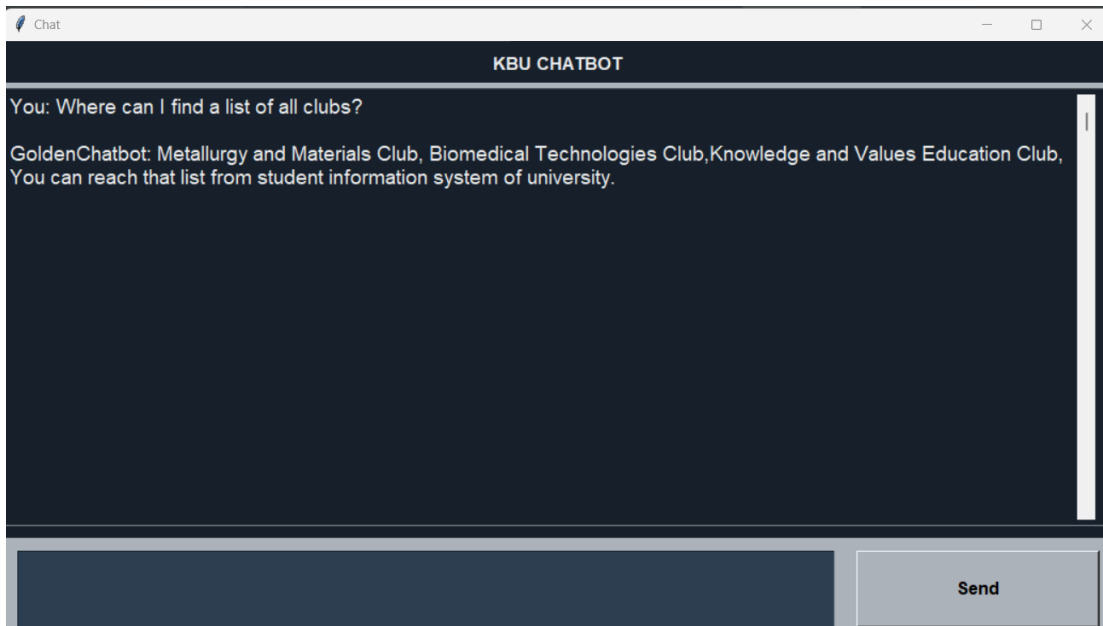 Chat
KBU CHATBOT
You: Where can I find a list of all clubs?
GoldenChatbot: Metallurgy and Materials Club, Biomedical Technologies Club,Knowledge and Values Education Club,
You can reach that list from student information system of university.
Send